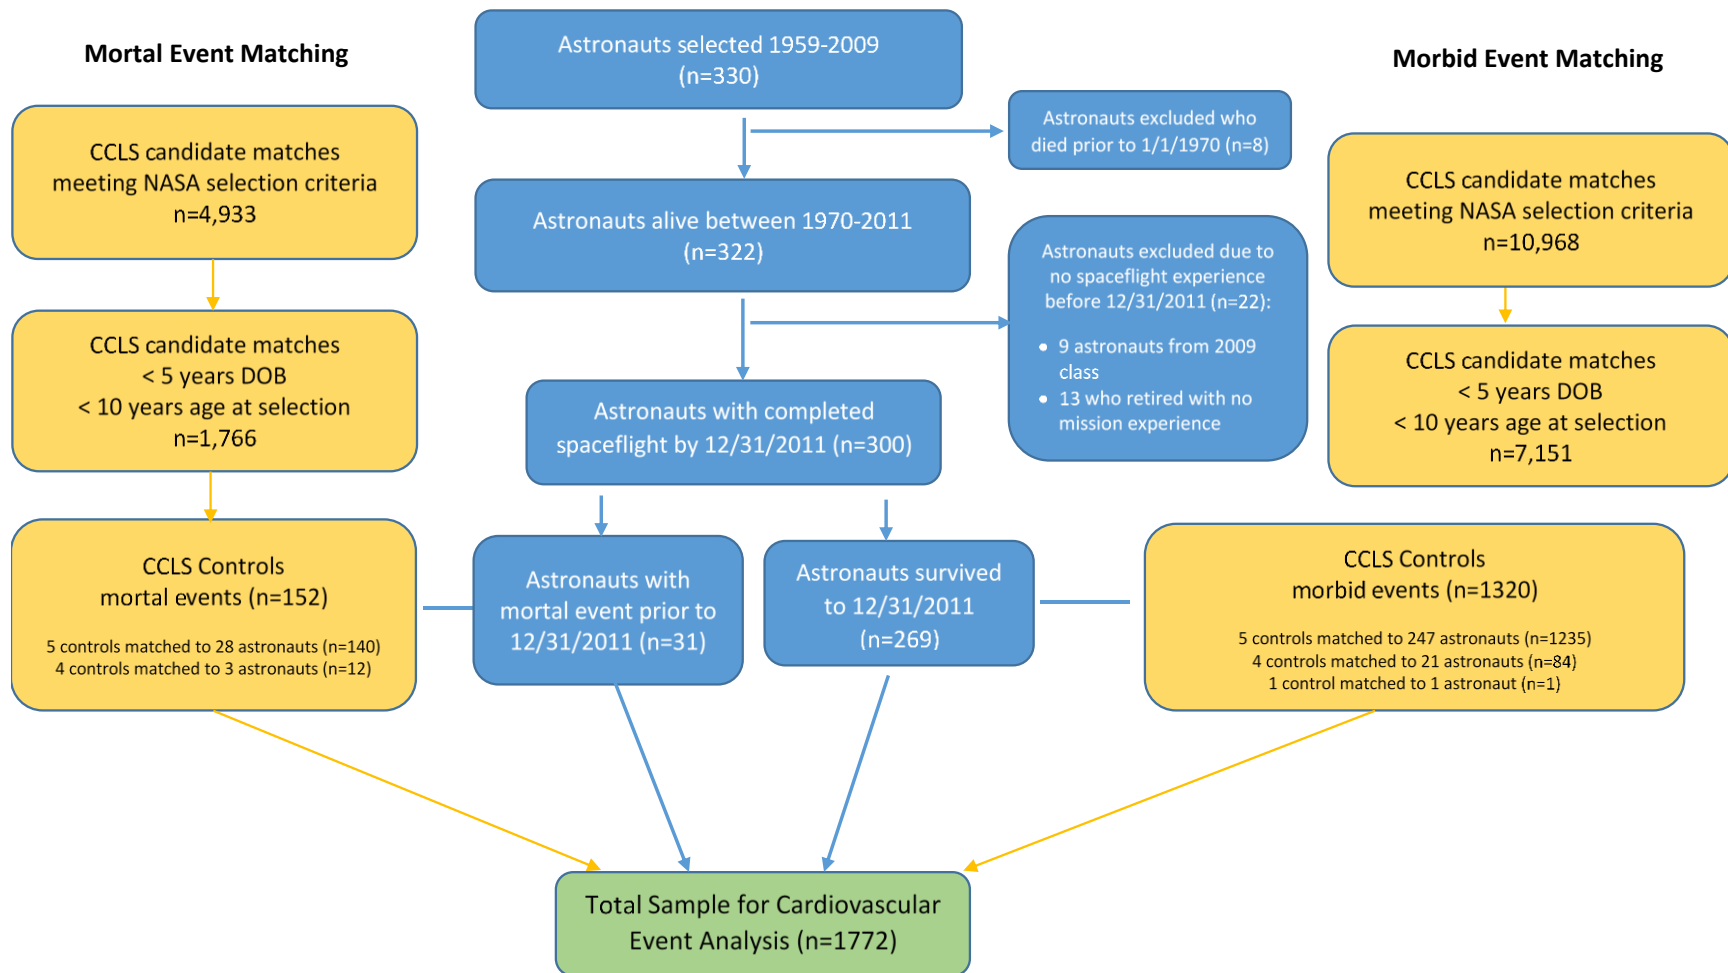 Mortal Event Matching
CCLS candidate matches
meeting NASA selection criteria
n=4,933
CCLS candidate matches
< 5 years DOB
< 10 years age at selection
n=1,766
CCLS Controls
mortal events (n=152)
5 controls matched to 28 astronauts (n=140)
4 controls matched to 3 astronauts (n=12)
Astronauts selected 1959-2009
(n=330)
Astronauts excluded who
died prior to 1/1/1970 (n=8)
Astronauts alive between 1970-2011
(n=322)
Astronauts excluded due to
no spaceflight experience
before 12/31/2011 (n=22):
• 9 astronauts from 2009
class
• 13 who retired with no
mission experience
Astronauts with completed
spaceflight by 12/31/2011 (n=300)
Astronauts with
mortal event prior to
12/31/2011 (n=31)
Astronauts survived
to 12/31/2011
(n=269)
Morbid Event Matching
CCLS candidate matches
meeting NASA selection criteria
n=10,968
CCLS candidate matches
< 5 years DOB
< 10 years age at selection
n=7,151
CCLS Controls
morbid events (n=1320)
5 controls matched to 247 astronauts (n=1235)
4 controls matched to 21 astronauts (n=84)
1 control matched to 1 astronaut (n=1)
Total Sample for Cardiovascular
Event Analysis (n=1772)